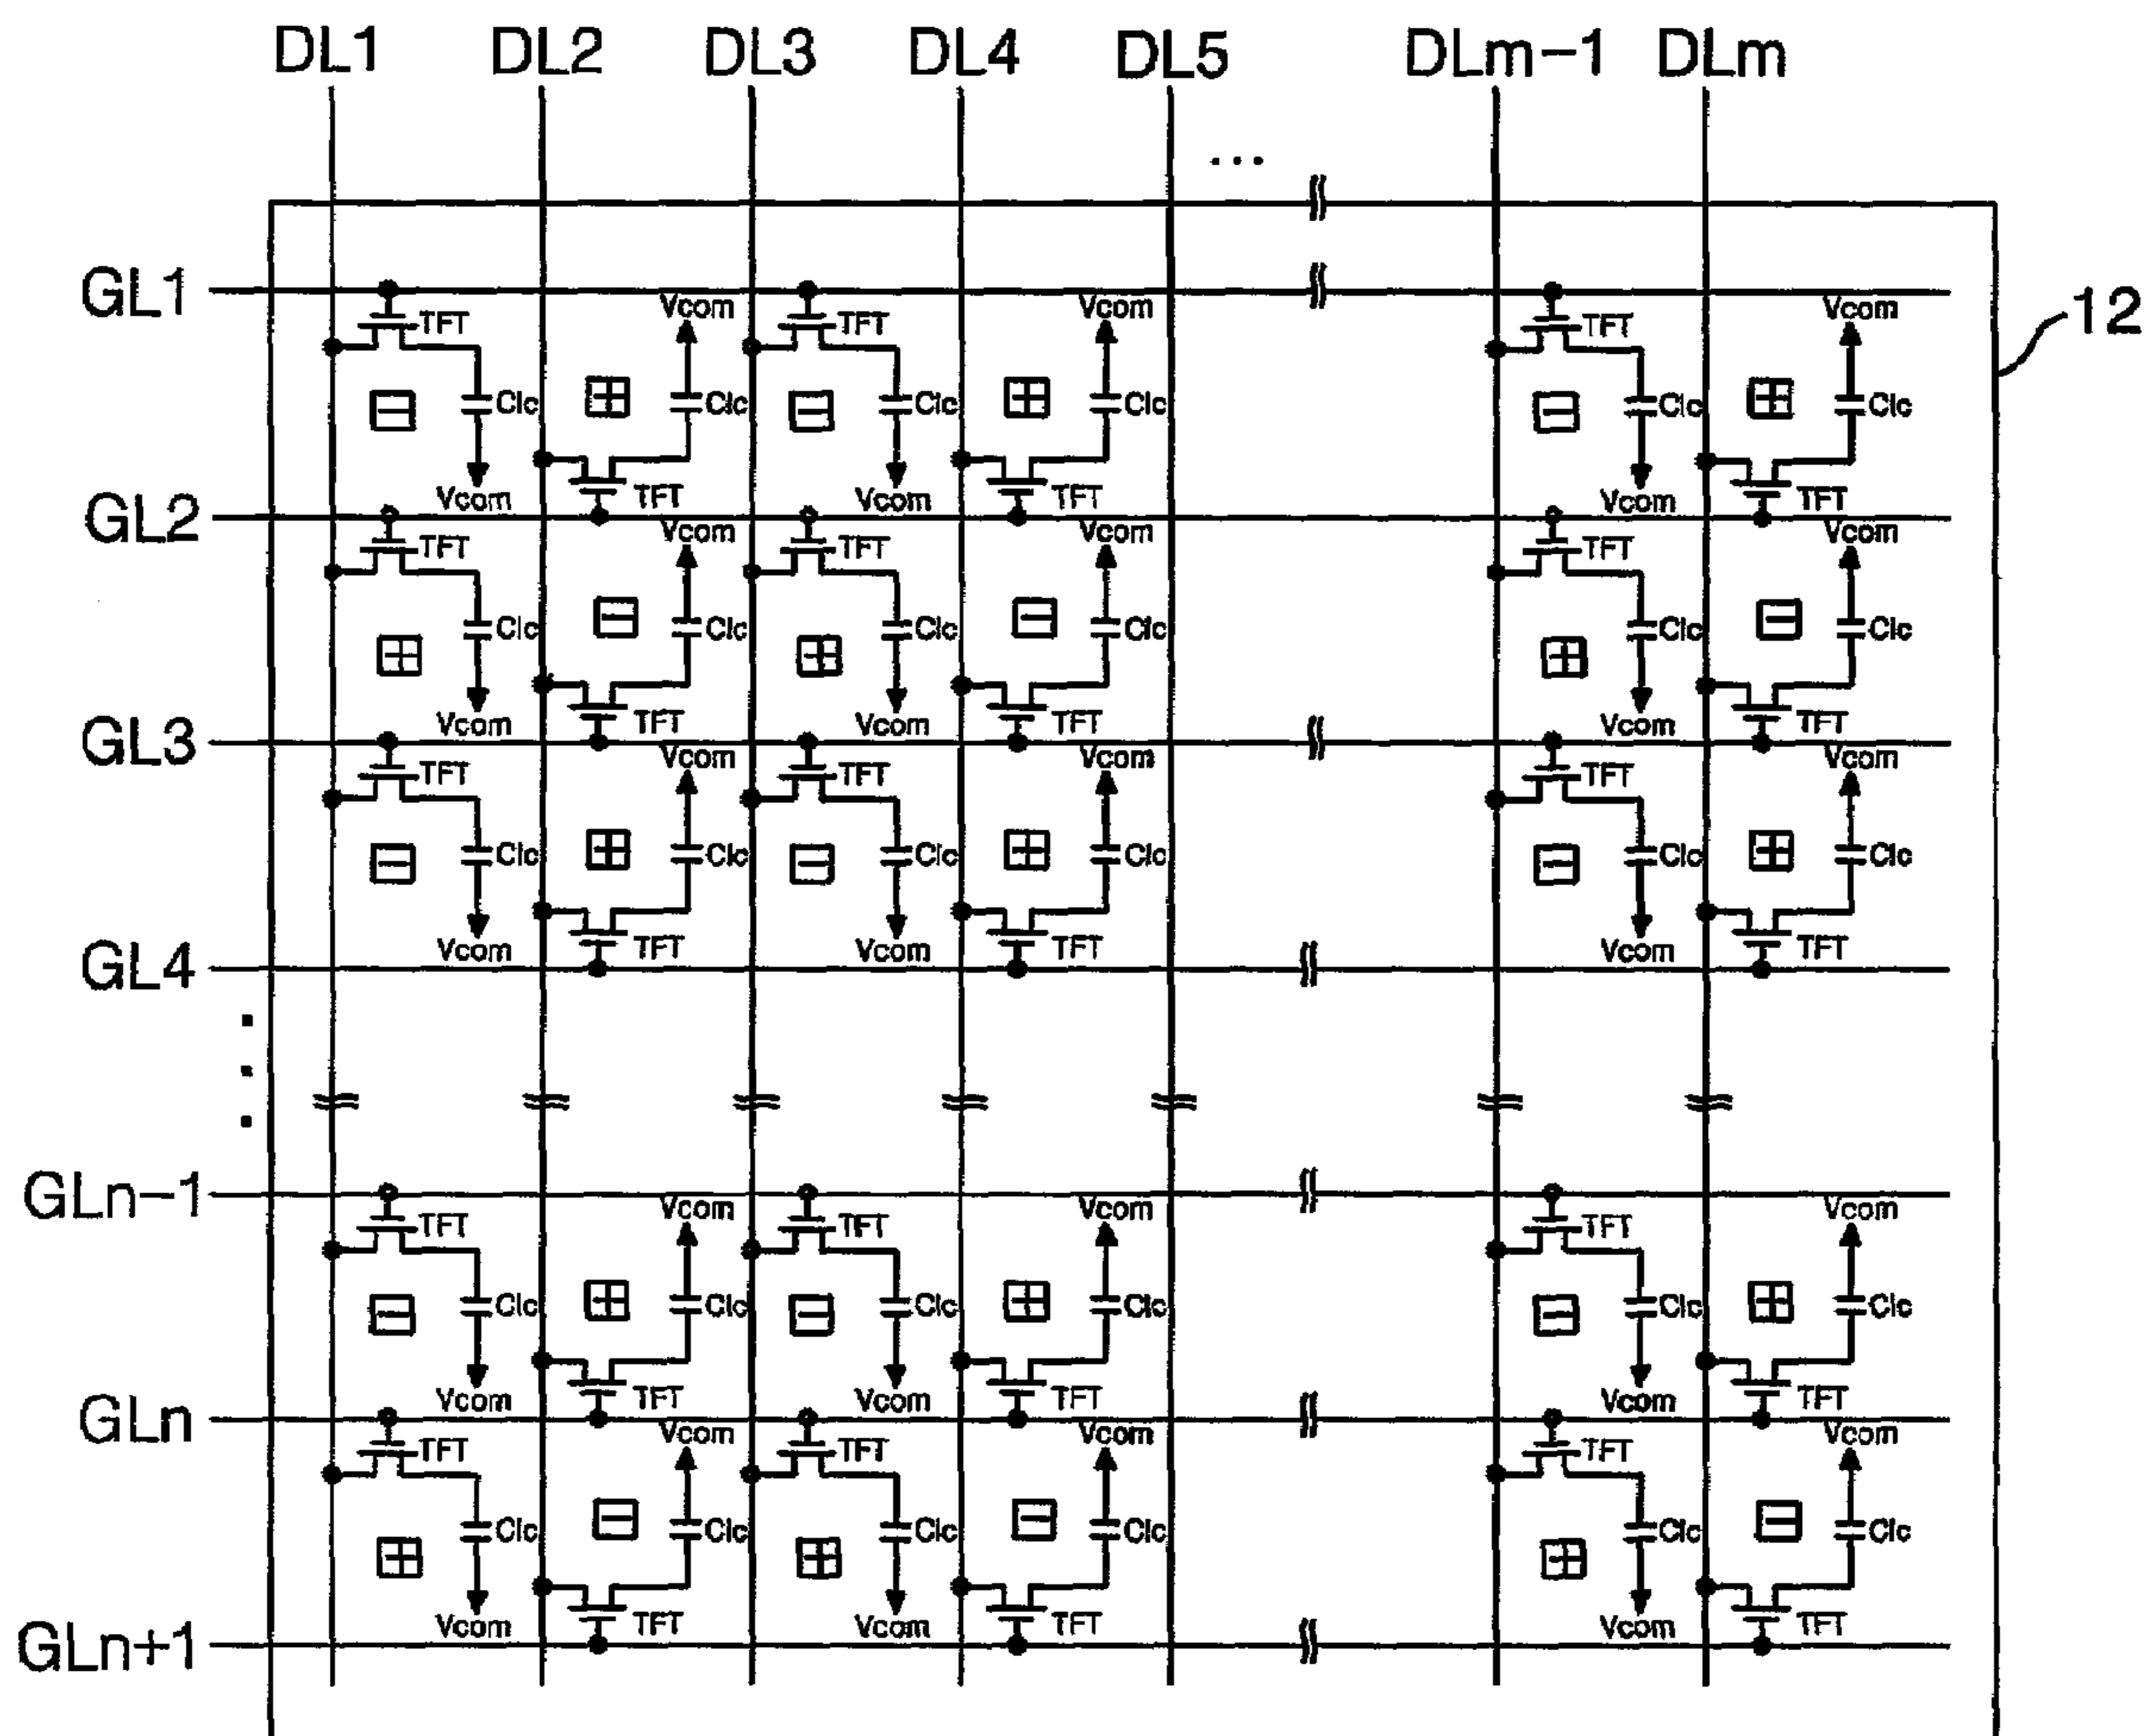 DL1 DL2 DL3 DL4 DL5 DLm-1 DLm
...
GL1
12
Vcom Vcom Vcom
TFT TFT TFT
Clc Clc Clc Clc Clc Clc
Vcom TFT Vcom TFT Vcom TFT
GL2
Vcom Vcom Vcom
TFT TFT TFT
Clc Clc Clc Clc Clc Clc
Vcom TFT Vcom TFT Vcom TFT
GL3
Vcom Vcom Vcom
TFT TFT TFT
Clc Clc Clc Clc Clc Clc
Vcom TFT Vcom TFT Vcom TFT
GL4
GLn-1
Vcom Vcom Vcom
TFT TFT TFT
Clc Clc Clc Clc Clc Clc
Vcom TFT Vcom TFT Vcom TFT
GLn
Vcom Vcom Vcom
TFT TFT TFT
Clc Clc Clc Clc Clc Clc
Vcom TFT Vcom TFT Vcom TFT
GLn+1